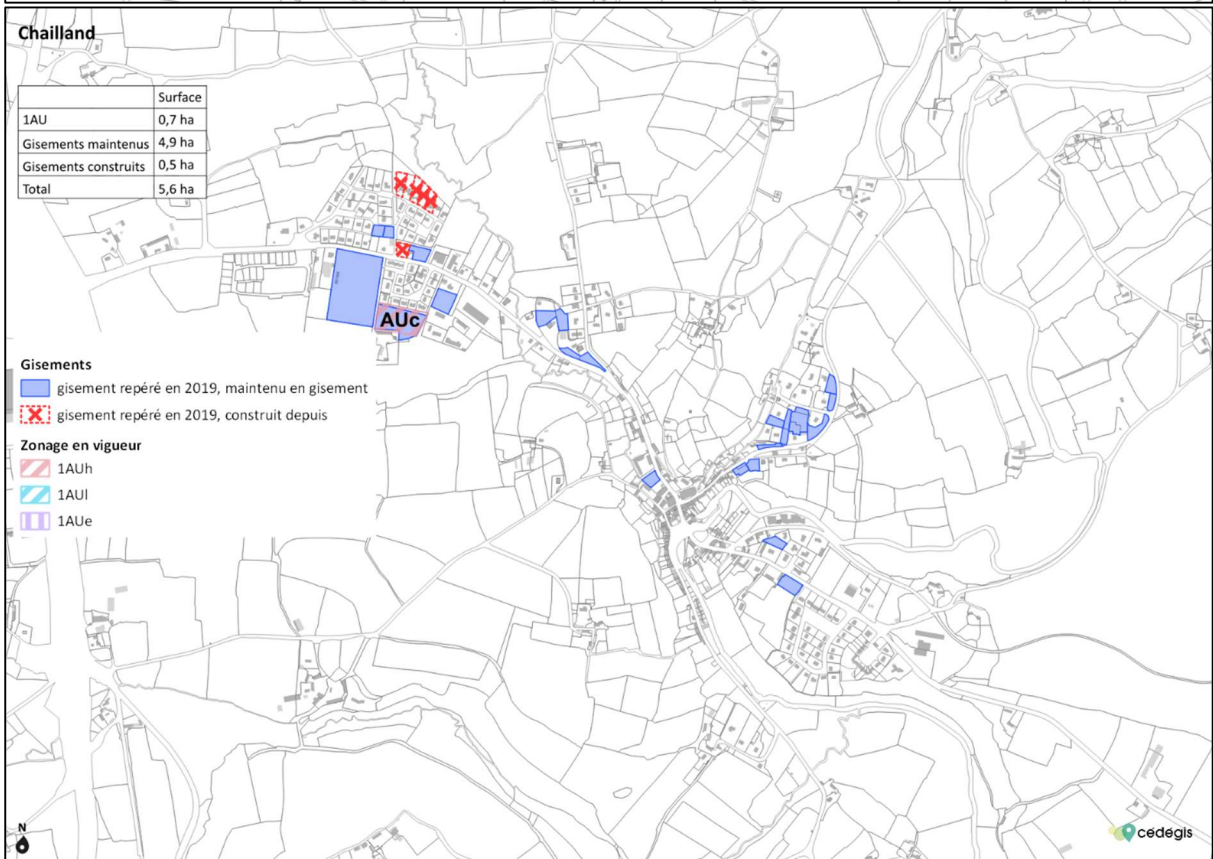 Chailland
Surface
1AU 0,7 ha
Gisements maintenus 4,9 ha
Gisements construits 0,5 ha
Total 5,6 ha
AUc
Gisements
gisement repéré en 2019, maintenu en gisement
gisement repéré en 2019, construit depuis
Zonage en vigueur
1AUh
1AUl
1AUe
N
cedegis